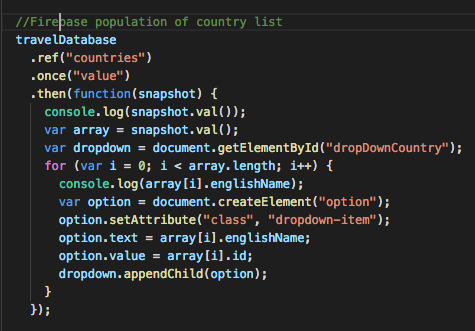 //Firebase population of country list
travelDatabase
  .ref("countries")
  .once("value")
  .then(function(snapshot) {
    console.log(snapshot.val());
    var array = snapshot.val();
    var dropdown = document.getElementById("dropDownCountry");
    for (var i = 0; i < array.length; i++) {
      console.log(array[i].englishName);
      var option = document.createElement("option");
      option.setAttribute("class", "dropdown-item");
      option.text = array[i].englishName;
      option.value = array[i].id;
      dropdown.appendChild(option);
    }
  });